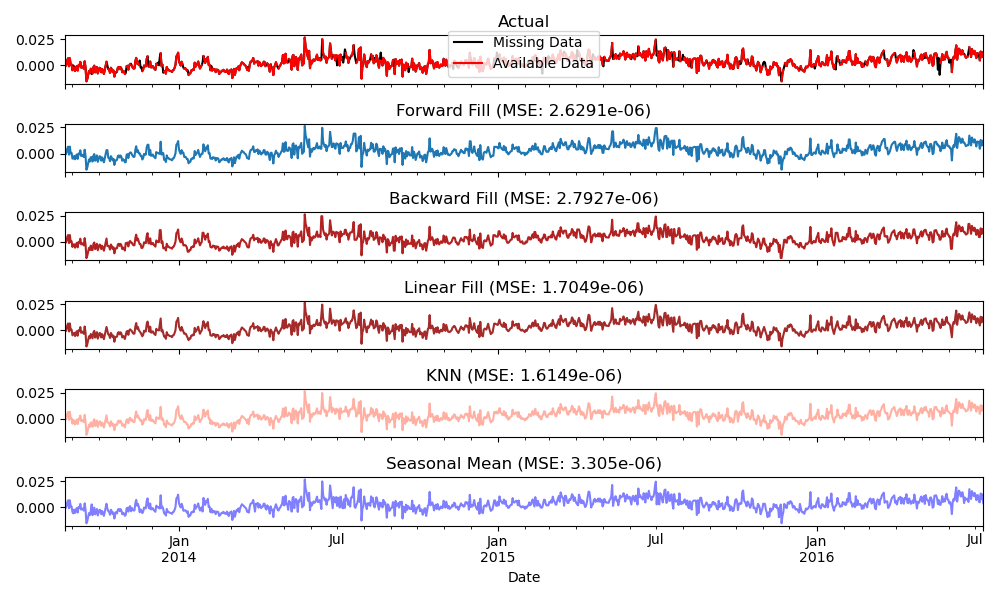 Actual
0.025
0.000
Missing Data
Available Data
Forward Fill (MSE: 2.6291e-06)
0.025
0.000
Backward Fill (MSE: 2.7927e-06)
0.025
0.000
Linear Fill (MSE: 1.7049e-06)
0.025
0.000
KNN (MSE: 1.6149e-06)
0.025
0.000
Seasonal Mean (MSE: 3.305e-06)
0.025
0.000
Jan Jul Jan Jul Jan Jul
2014 2015 2016
Date